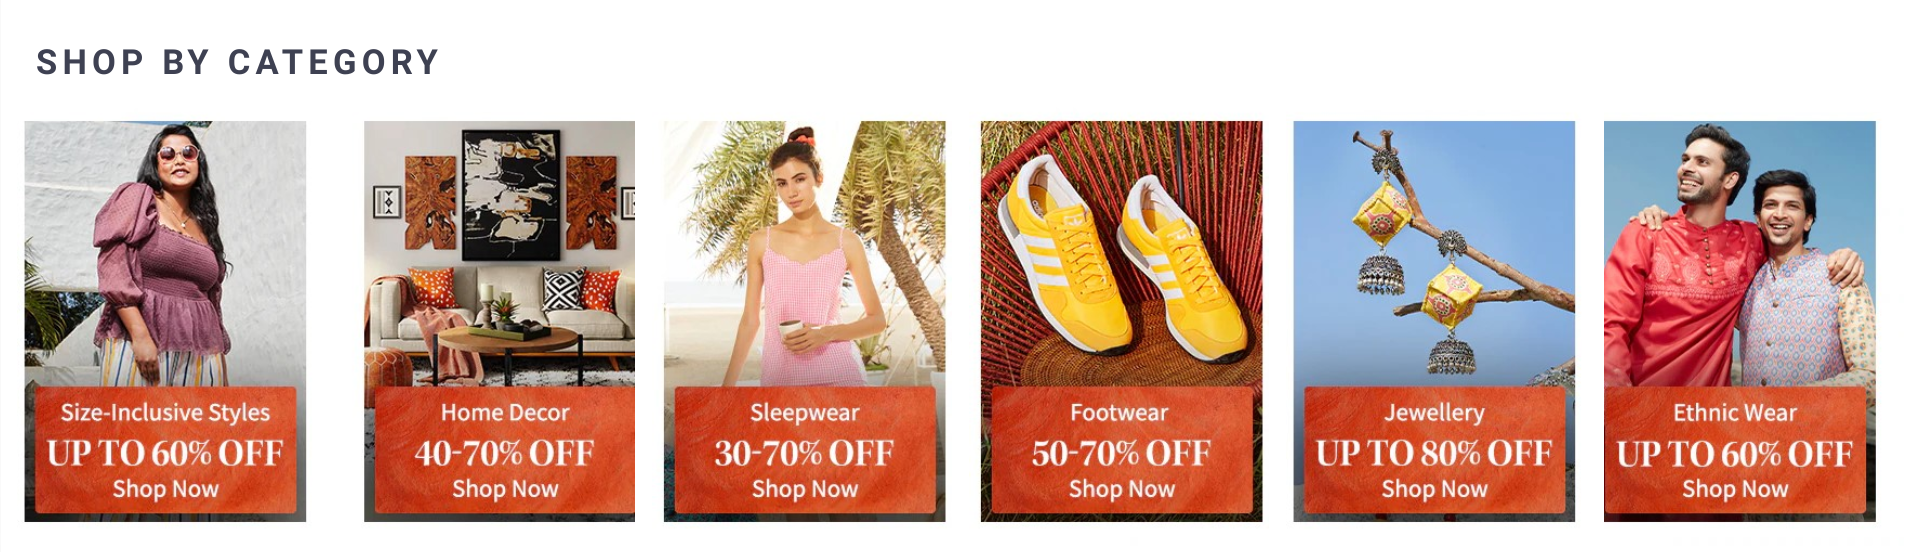 SHOP BY CATEGORY
Size-Inclusive Styles
UP TO 60% OFF
Shop Now
Home Decor
40-70% OFF
Shop Now
Sleepwear
30-70% OFF
Shop Now
Footwear
50-70% OFF
Shop Now
Jewellery
UP TO 80% OFF
Shop Now
Ethnic Wear
UP TO 60% OFF
Shop Now